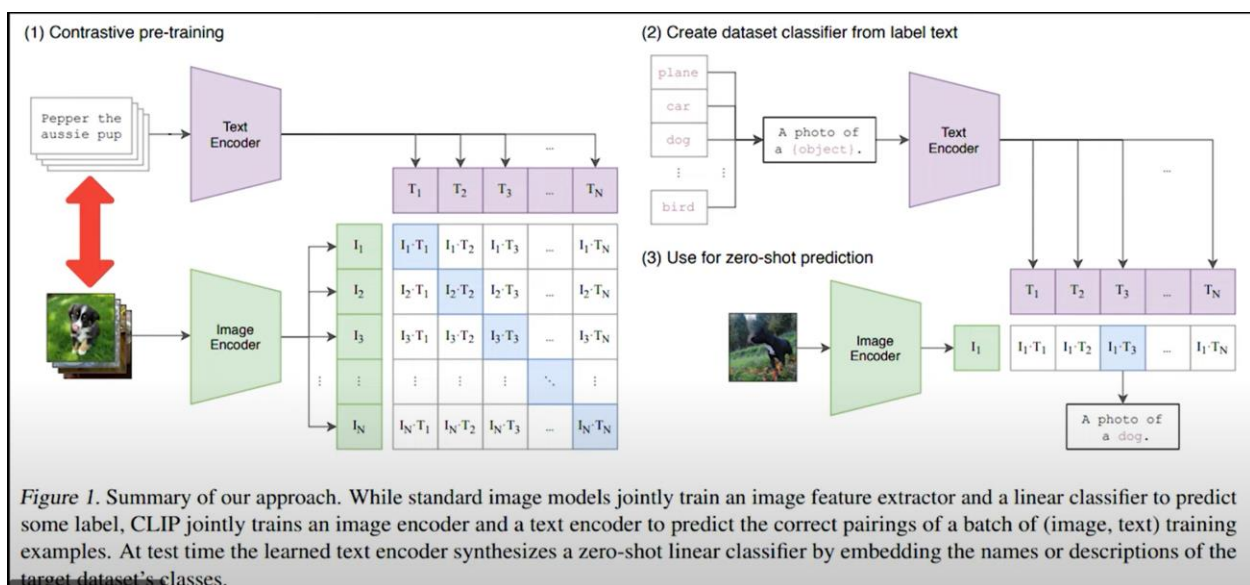 (1) Contrastive pre-training
Pepper the
aussie pup
Text
Encoder
...
T1 T2 T3 ... TN
I1 I1·T1 I1·T2 I1·T3 ... I1·TN
I2 I2·T1 I2·T2 I2·T3 ... I2·TN
Image
Encoder
I3 I3·T1 I3·T2 I3·T3 ... I3·TN
⋮ ⋮ ⋮ ⋮ ⋮ ⋱ ⋮
IN IN·T1 IN·T2 IN·T3 ... IN·TN
(2) Create dataset classifier from label text
plane
car
dog
⋮ ⋮
bird
A photo of
a {object}.
Text
Encoder
...
(3) Use for zero-shot prediction
T1 T2 T3 ... TN
Image
Encoder
I1 I1·T1 I1·T2 I1·T3 ... I1·TN
A photo of
a dog.
Figure 1. Summary of our approach. While standard image models jointly train an image feature extractor and a linear classifier to predict
some label, CLIP jointly trains an image encoder and a text encoder to predict the correct pairings of a batch of (image, text) training
examples. At test time the learned text encoder synthesizes a zero-shot linear classifier by embedding the names or descriptions of the
target dataset's classes.